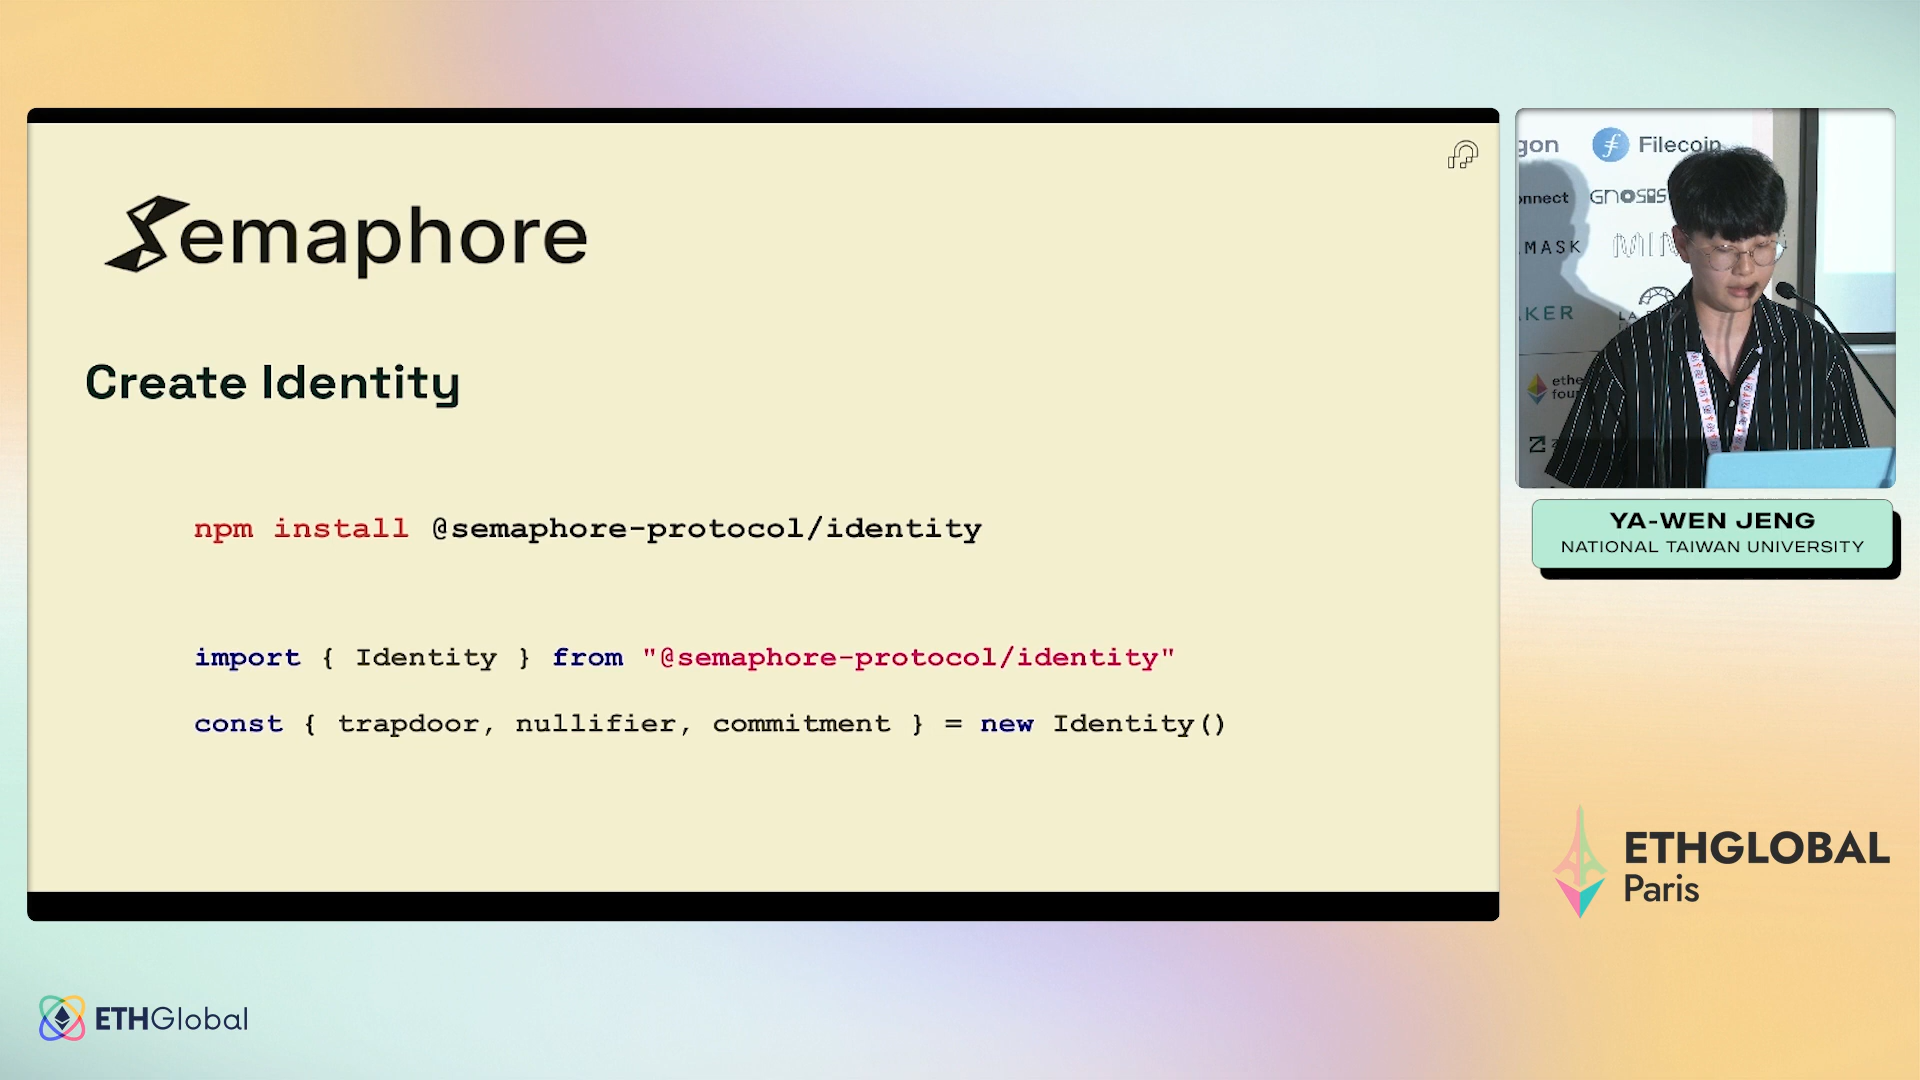 Semaphore
Create Identity
npm install @semaphore-protocol/identity
import { Identity } from "@semaphore-protocol/identity"
const { trapdoor, nullifier, commitment } = new Identity()
Filecoin
GNOSIS
YA-WEN JENG
NATIONAL TAIWAN UNIVERSITY
ETHGLOBAL
Paris
ETHGlobal